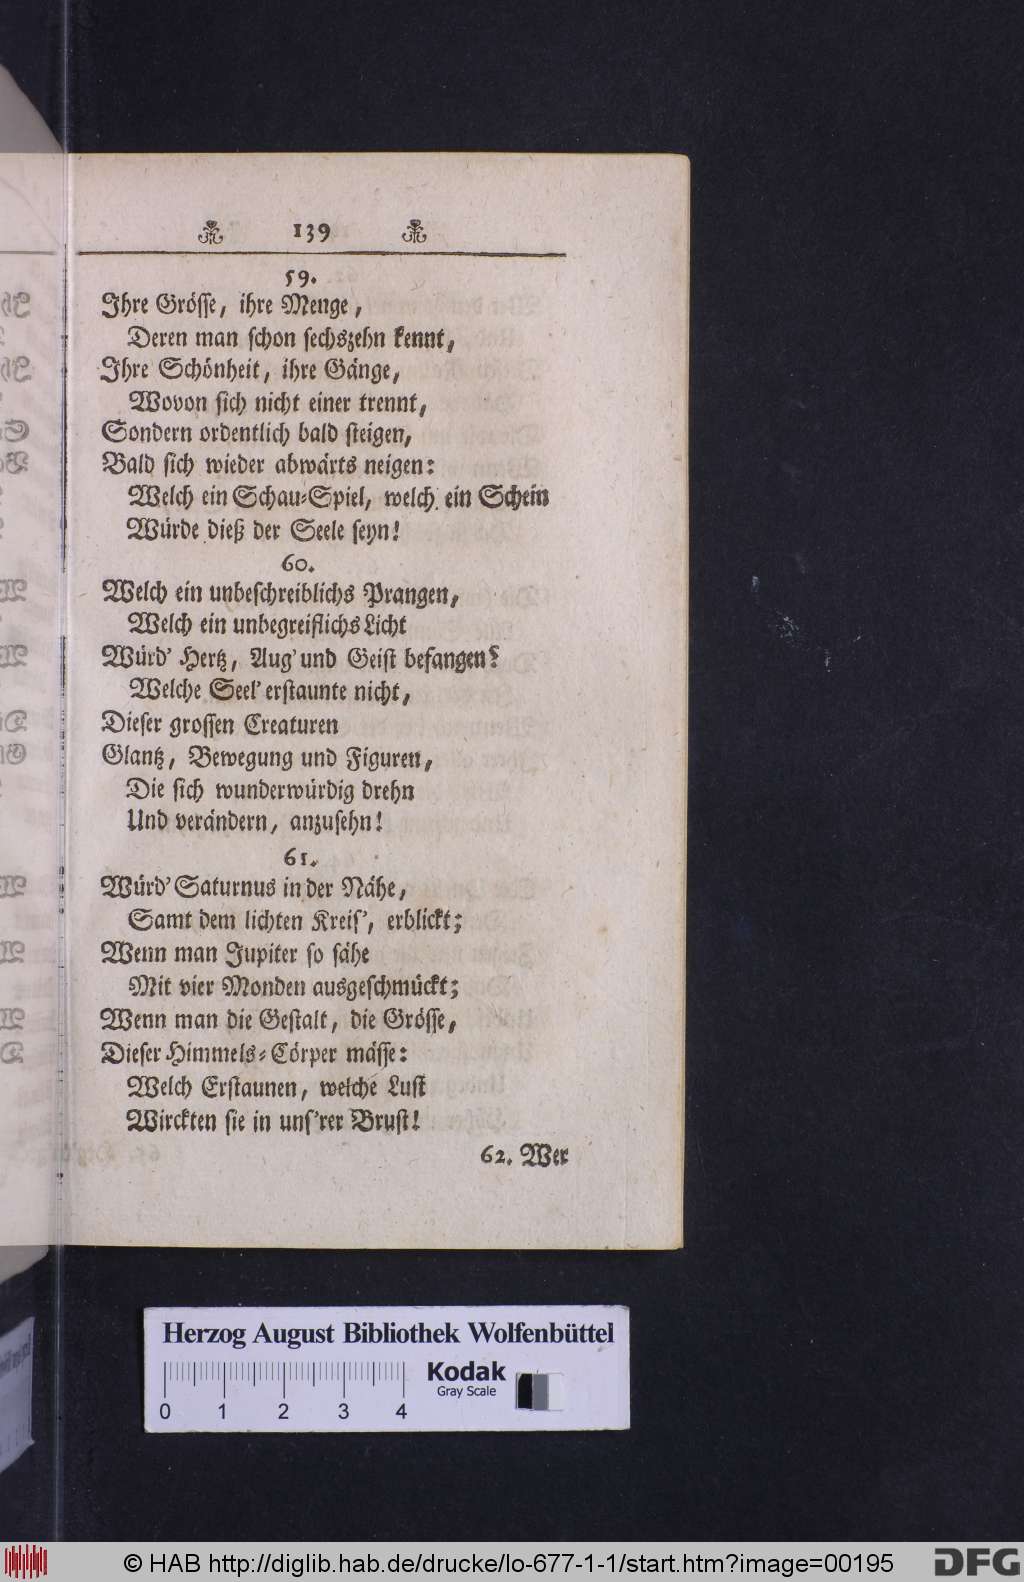 139
59.
Ihre Grösse, ihre Menge,
Deren man schon sechszehn kennt,
Ihre Schönheit, ihre Gänge,
Wovon sich nicht einer trennt,
Sondern ordentlich bald steigen,
Bald sich wieder abwärts neigen:
Welch ein Schau-Spiel, welch ein Schein
Würde dieß der Seele seyn!
60.
Welch ein unbeschreiblichs Prangen,
Welch ein unbegreiflichs Licht
Würd' Hertz, Aug' und Geist befangen?
Welche Seel' erstaunte nicht,
Dieser grossen Creaturen
Glantz, Bewegung und Figuren,
Die sich wunderwürdig drehn
Und verändern, anzusehn!
61.
Würd' Saturnus in der Nähe,
Samt dem lichten Kreis', erblickt;
Wenn man Jupiter so sähe
Mit vier Monden ausgeschmückt;
Wenn man die Gestalt, die Grösse,
Dieser Himmels-Cörper mässe:
Welch Erstaunen, welche Lust
Wirckten sie in uns'rer Brust!
62. Wer
Herzog August Bibliothek Wolfenbüttel
Kodak
Gray Scale
0 1 2 3 4
© HAB http://diglib.hab.de/drucke/lo-677-1-1/start.htm?image=00195
DFG